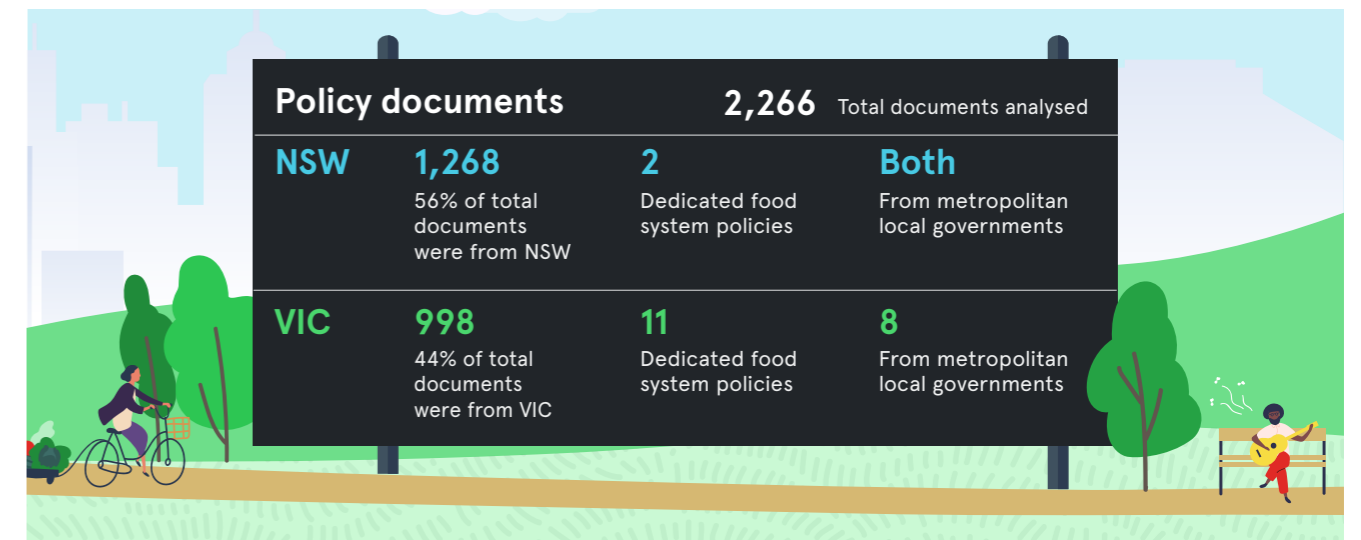 Policy documents
2,266 Total documents analysed
NSW
1,268
56% of total
documents
were from NSW
2
Dedicated food
system policies
Both
From metropolitan
local governments
VIC
998
44% of total
documents
were from VIC
11
Dedicated food
system policies
8
From metropolitan
local governments